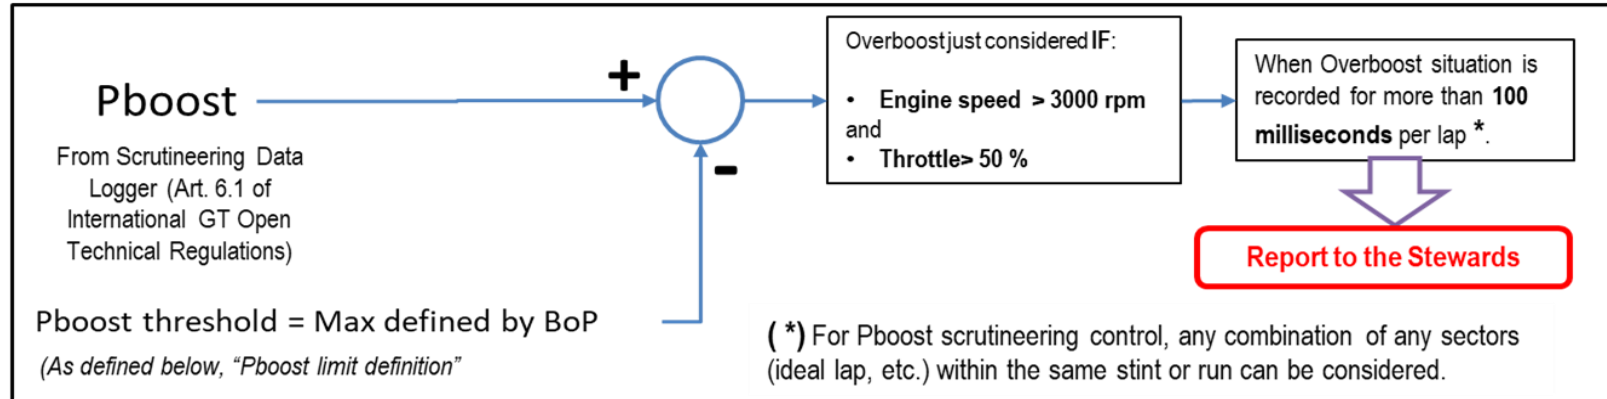 Pboost
From Scrutineering Data
Logger (Art. 6.1 of
International GT Open
Technical Regulations)
Pboost threshold = Max defined by BoP
(As defined below, “Pboost limit definition”
+
-
Overboost just considered IF:
• Engine speed > 3000 rpm
and
• Throttle> 50 %
When Overboost situation is
recorded for more than 100
milliseconds per lap *.
Report to the Stewards
( *) For Pboost scrutineering control, any combination of any sectors
(ideal lap, etc.) within the same stint or run can be considered.